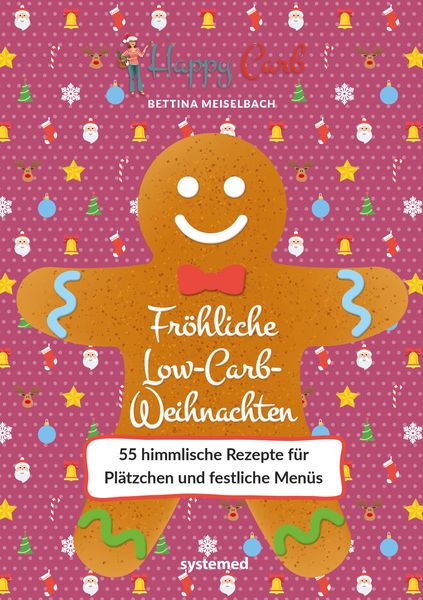 Happy Carb
BETTINA MEISELBACH
Fröhliche
Low-Carb-
Weihnachten
55 himmlische Rezepte für
Plätzchen und festliche Menüs
systemed